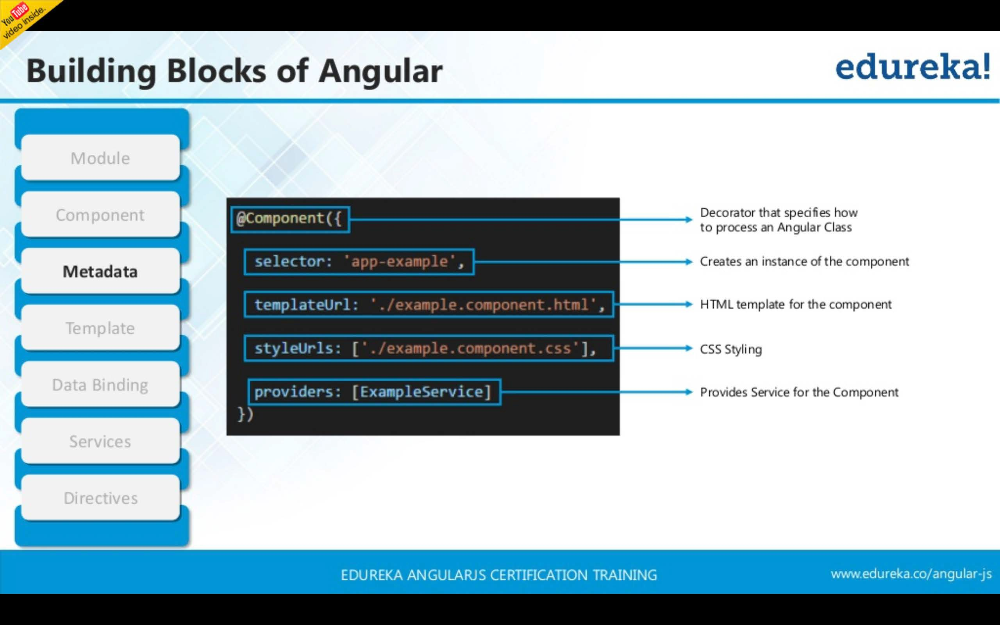 You Tube
video inside.
Building Blocks of Angular
edureka!
Module
Component
Metadata
Template
Data Binding
Services
Directives
@Component({
selector: 'app-example',
templateUrl: './example.component.html',
styleUrls: ['./example.component.css'],
providers: [ExampleService]
})
Decorator that specifies how
to process an Angular Class
Creates an instance of the component
HTML template for the component
CSS Styling
Provides Service for the Component
EDUREKA ANGULARJS CERTIFICATION TRAINING
www.edureka.co/angular-js